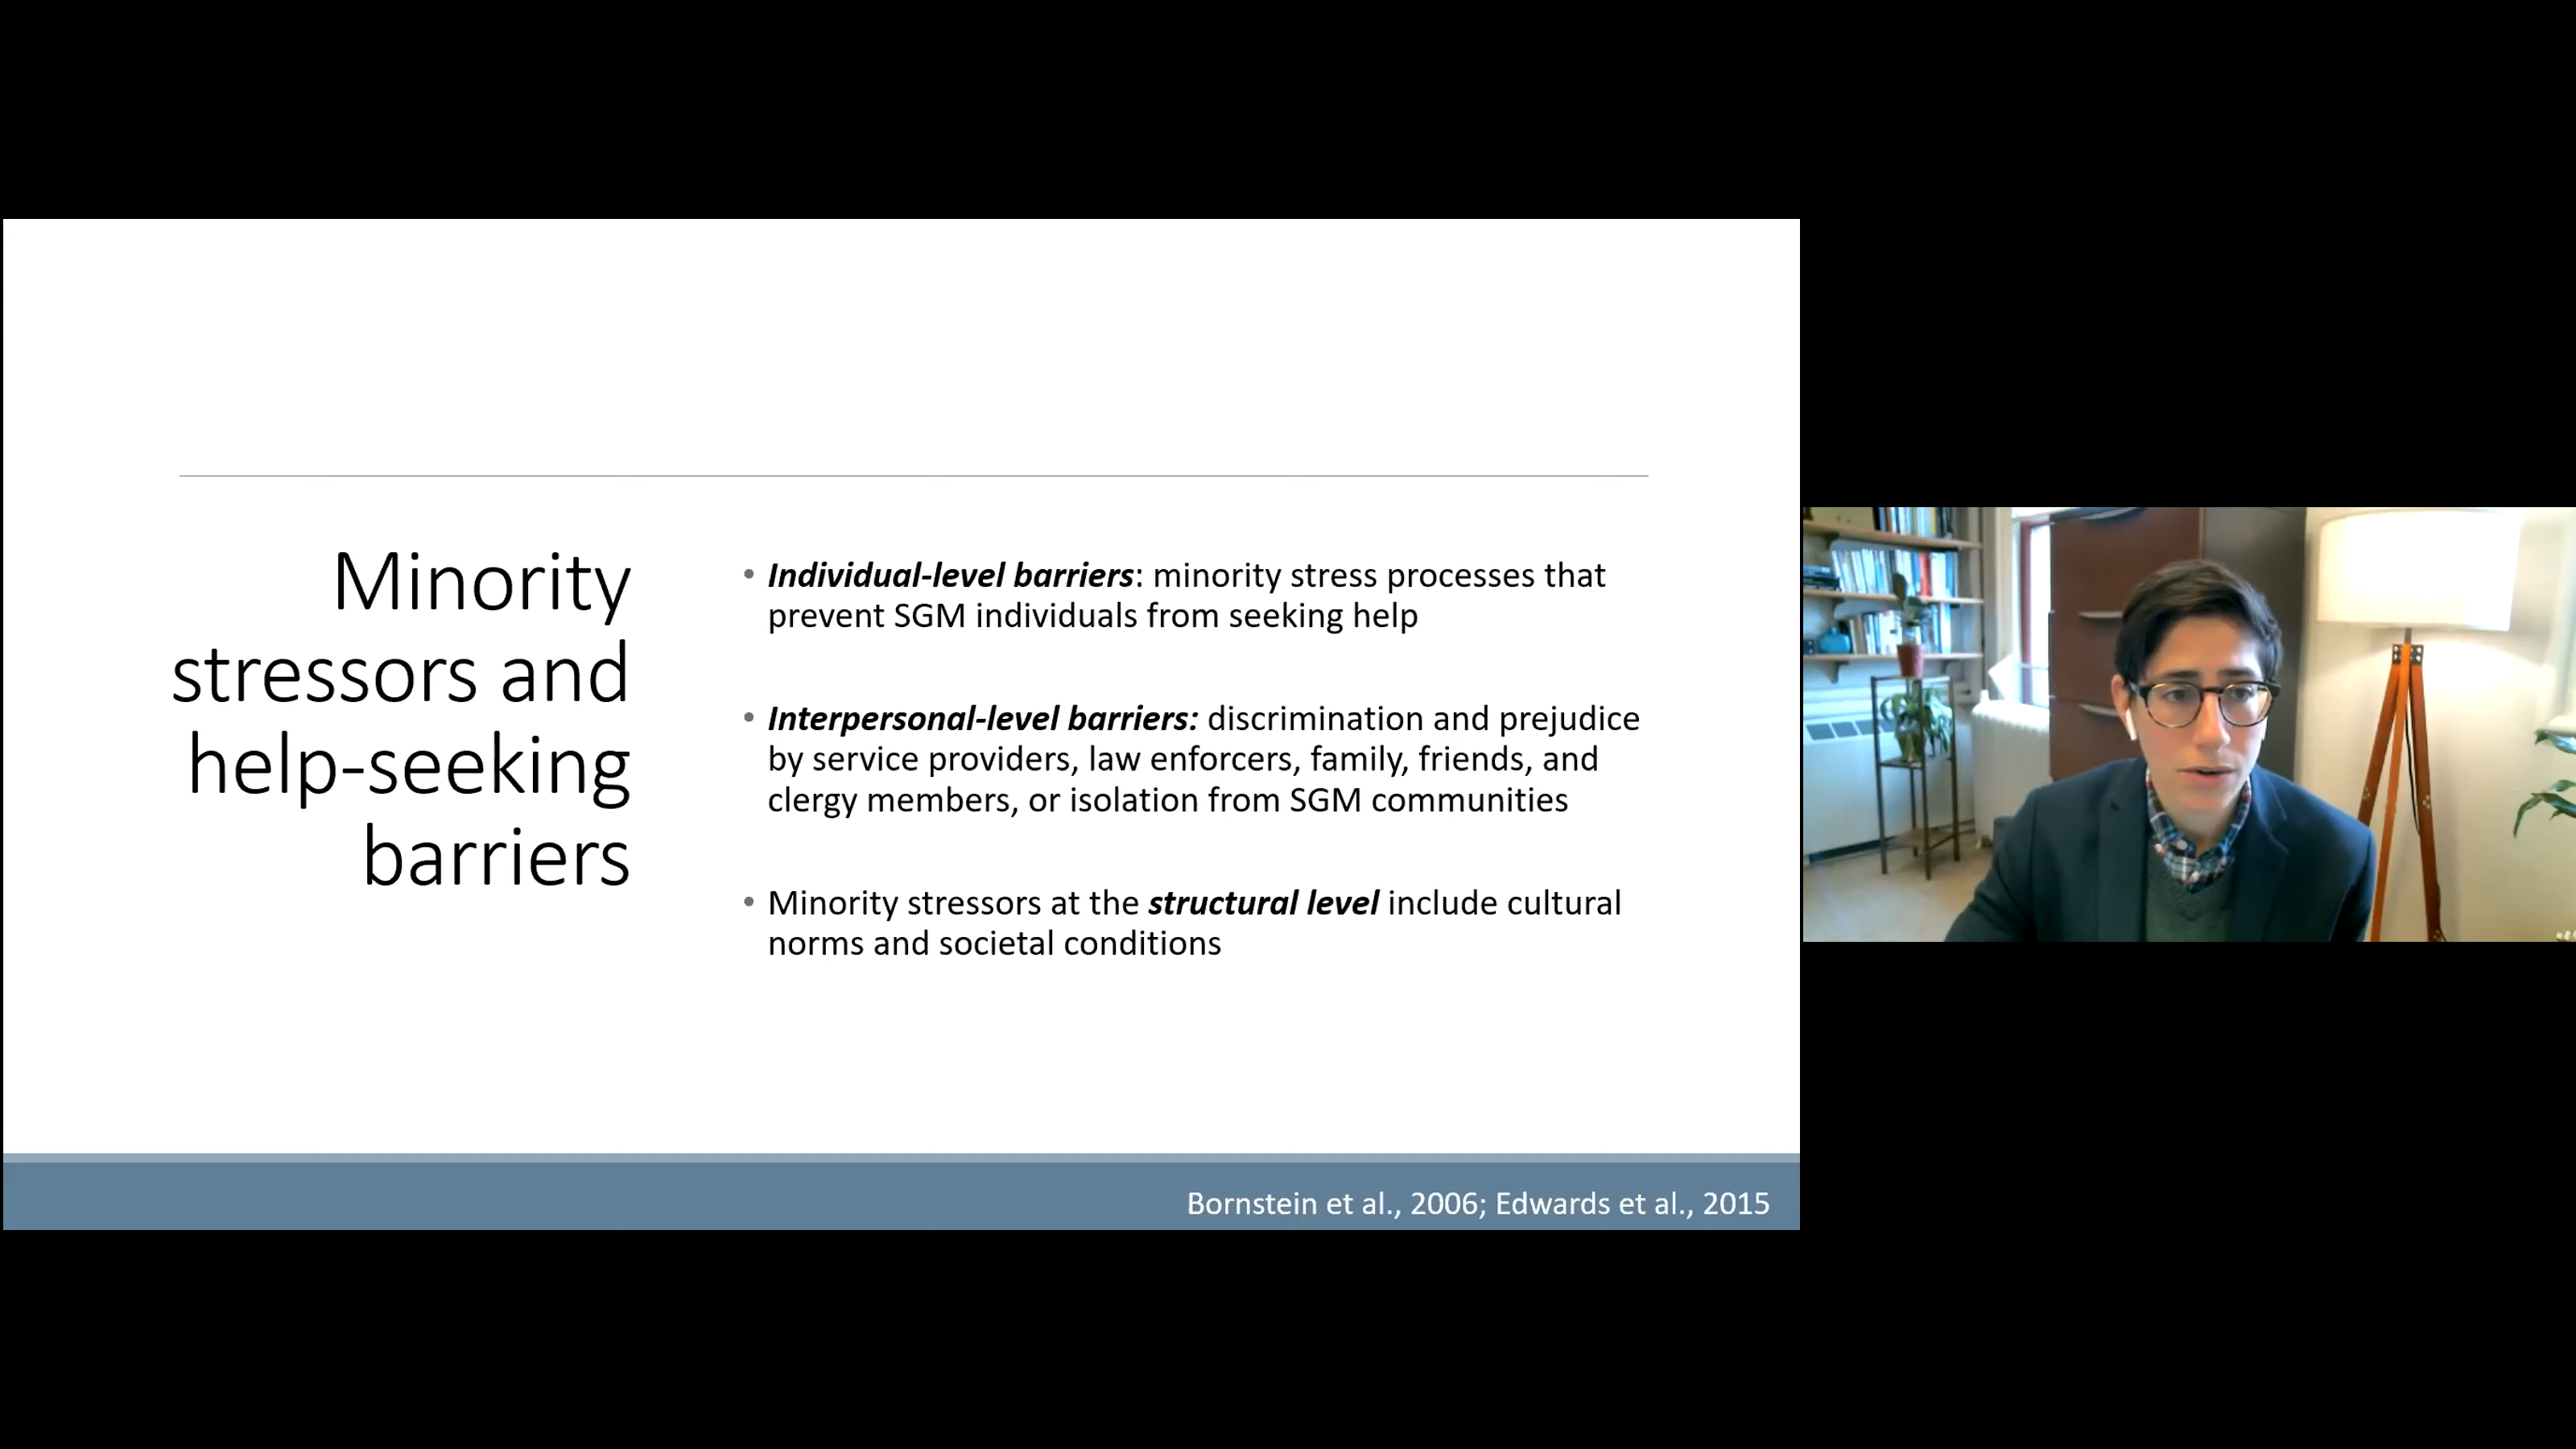 Minority
stressors and
help-seeking
barriers
• Individual-level barriers: minority stress processes that
prevent SGM individuals from seeking help
• Interpersonal-level barriers: discrimination and prejudice
by service providers, law enforcers, family, friends, and
clergy members, or isolation from SGM communities
• Minority stressors at the structural level include cultural
norms and societal conditions
Bornstein et al., 2006; Edwards et al., 2015